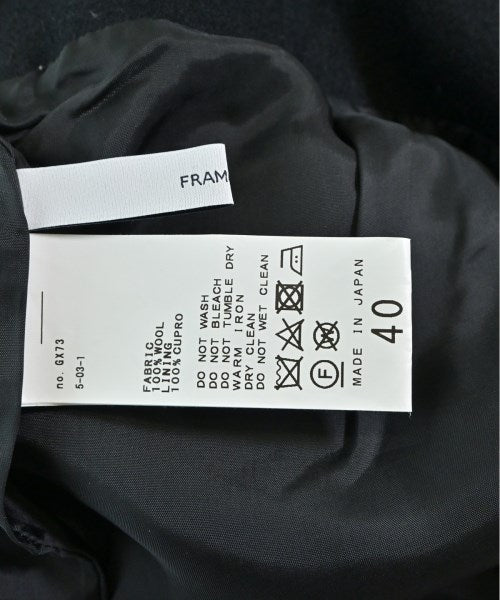 FRAM
no. GX73
5-03-1
FABRIC
100%WOOL
LINING
100%CUPRO
DO NOT WASH
DO NOT BLEACH
DO NOT TUMBLE DRY
WARM IRON
DRY CLEAN
DO NOT WET CLEAN
F
MADE IN JAPAN
40